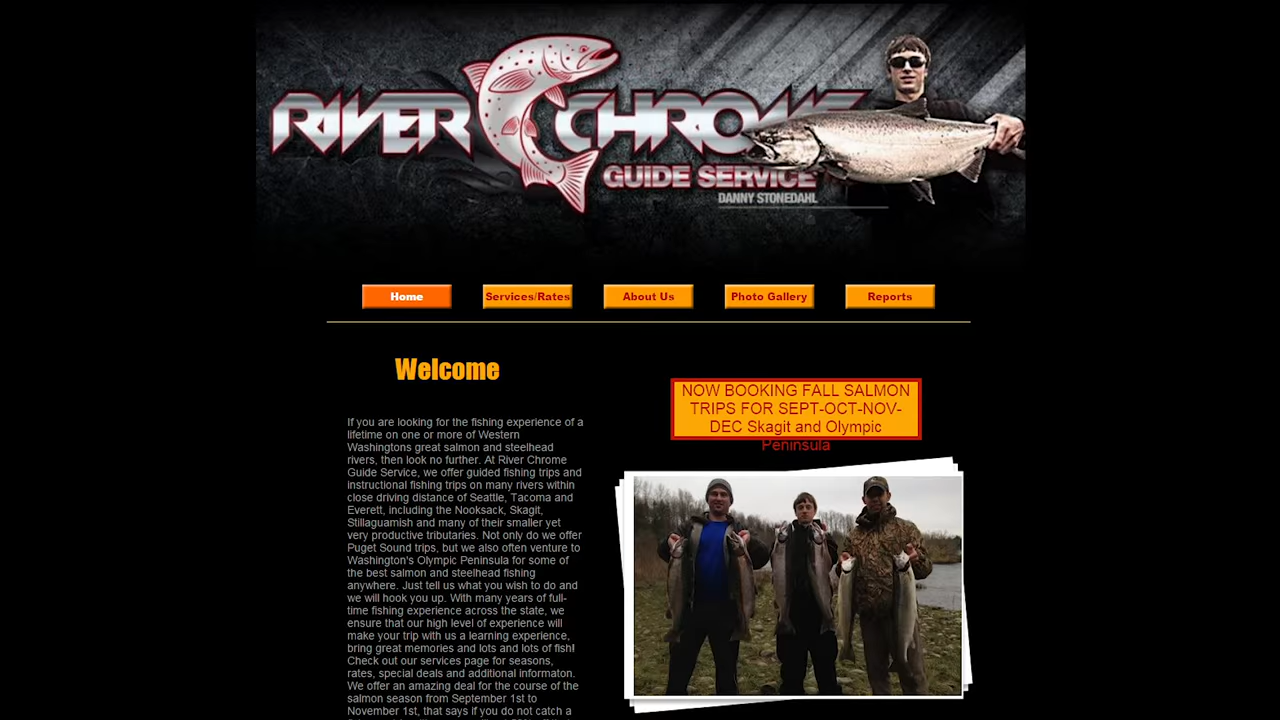 RIVER CHROME
GUIDE SERVICE
DANNY STONEDAHL
Home
Services/Rates
About Us
Photo Gallery
Reports
Welcome
If you are looking for the fishing experience of a
lifetime on one or more of Western
Washingtons great salmon and steelhead
rivers, then look no further. At River Chrome
Guide Service, we offer guided fishing trips and
instructional fishing trips on many rivers within
close driving distance of Seattle, Tacoma and
Everett, including the Nooksack, Skagit,
Stillaguamish and many of their smaller yet
very productive tributaries. Not only do we offer
Puget Sound trips, but we also often venture to
Washington's Olympic Peninsula for some of
the best salmon and steelhead fishing
anywhere. Just tell us what you wish to do and
we will hook you up. With many years of full-
time fishing experience across the state, we
ensure that our high level of experience will
make your trip with us a learning experience,
bring great memories and lots and lots of fish!
Check out our services page for seasons,
rates, special deals and additional informaton.
We offer an amazing deal for the course of the
salmon season from September 1st to
November 1st, that says if you do not catch a
NOW BOOKING FALL SALMON
TRIPS FOR SEPT-OCT-NOV-
DEC Skagit and Olympic
Peninsula